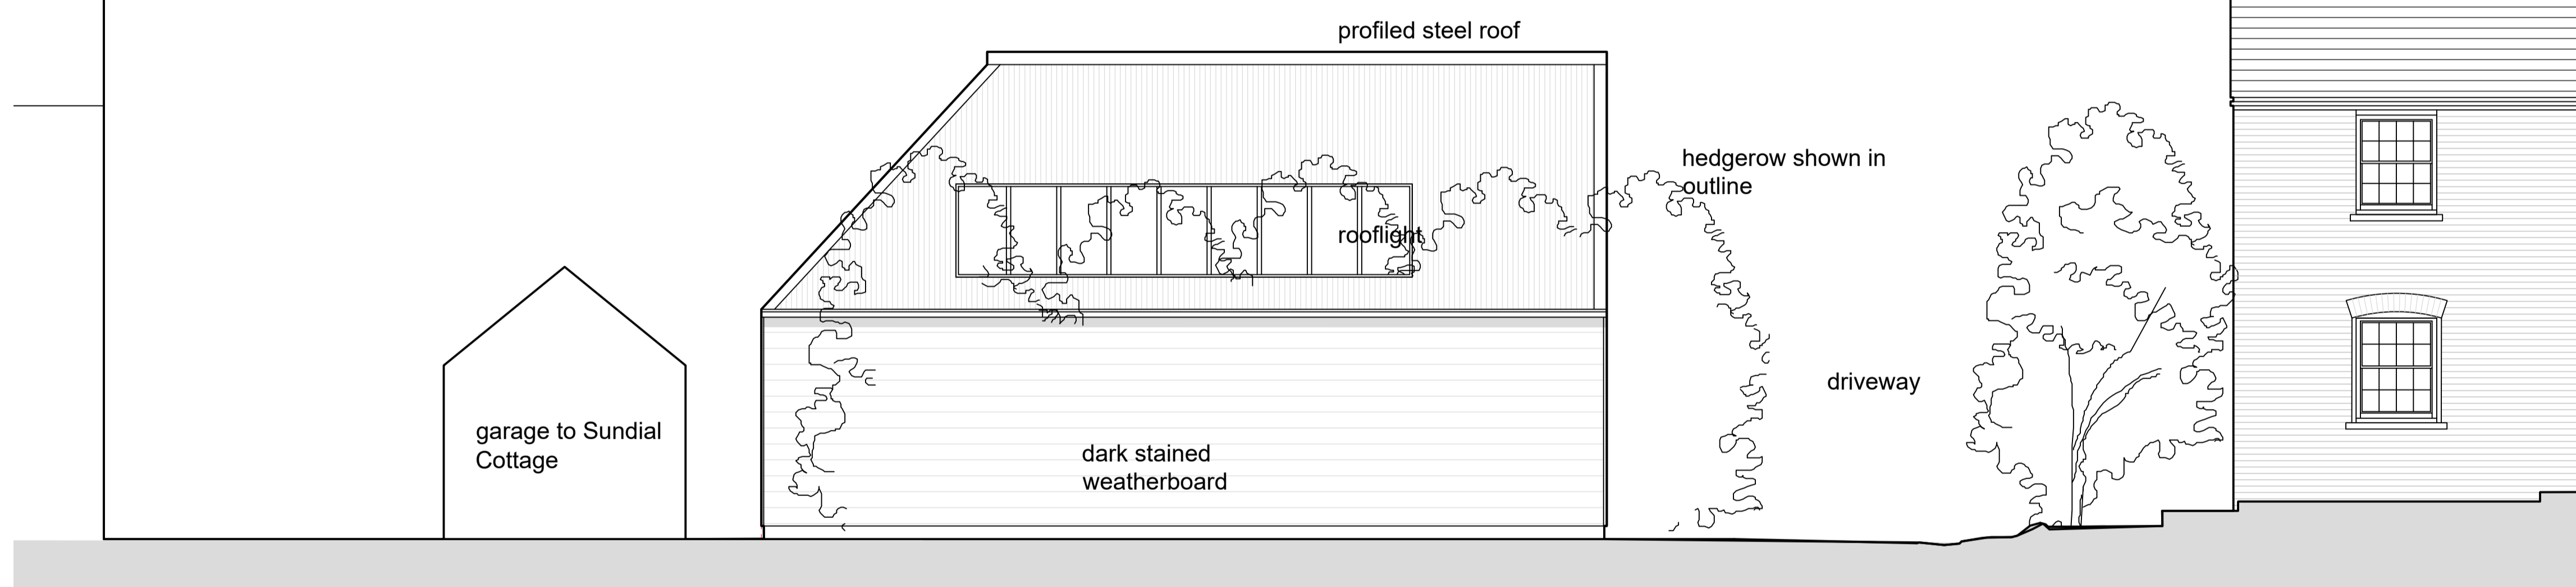 profiled steel roof
hedgerow shown in
outline
rooflight
driveway
garage to Sundial
Cottage
dark stained
weatherboard